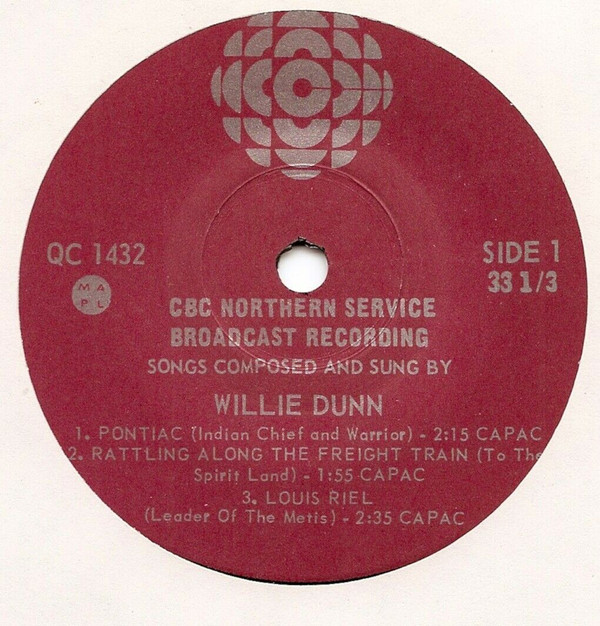 QC 1432
SIDE 1
33 1/3
M A
P L
CBC NORTHERN SERVICE
BROADCAST RECORDING
SONGS COMPOSED AND SUNG BY
WILLIE DUNN
1. PONTIAC (Indian Chief and Warrior) - 2:15 CAPAC
2. RATTLING ALONG THE FREIGHT TRAIN (To The
Spirit Land) - 1:55 CAPAC
3. LOUIS RIEL
(Leader Of The Metis) - 2:35 CAPAC